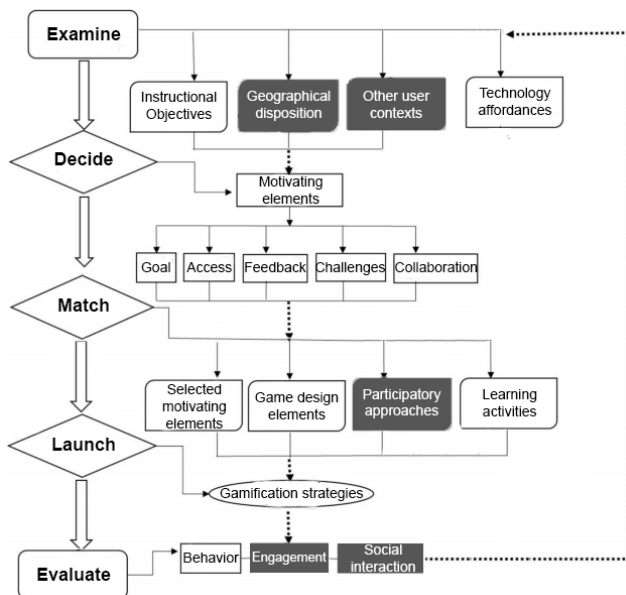 Examine
Instructional
Objectives
Geographical
disposition
Other user
contexts
Technology
affordances
Decide
Motivating
elements
Goal
Access
Feedback
Challenges
Collaboration
Match
Selected
motivating
elements
Game design
elements
Participatory
approaches
Learning
activities
Launch
Gamification strategies
Evaluate
Behavior
Engagement
Social
interaction